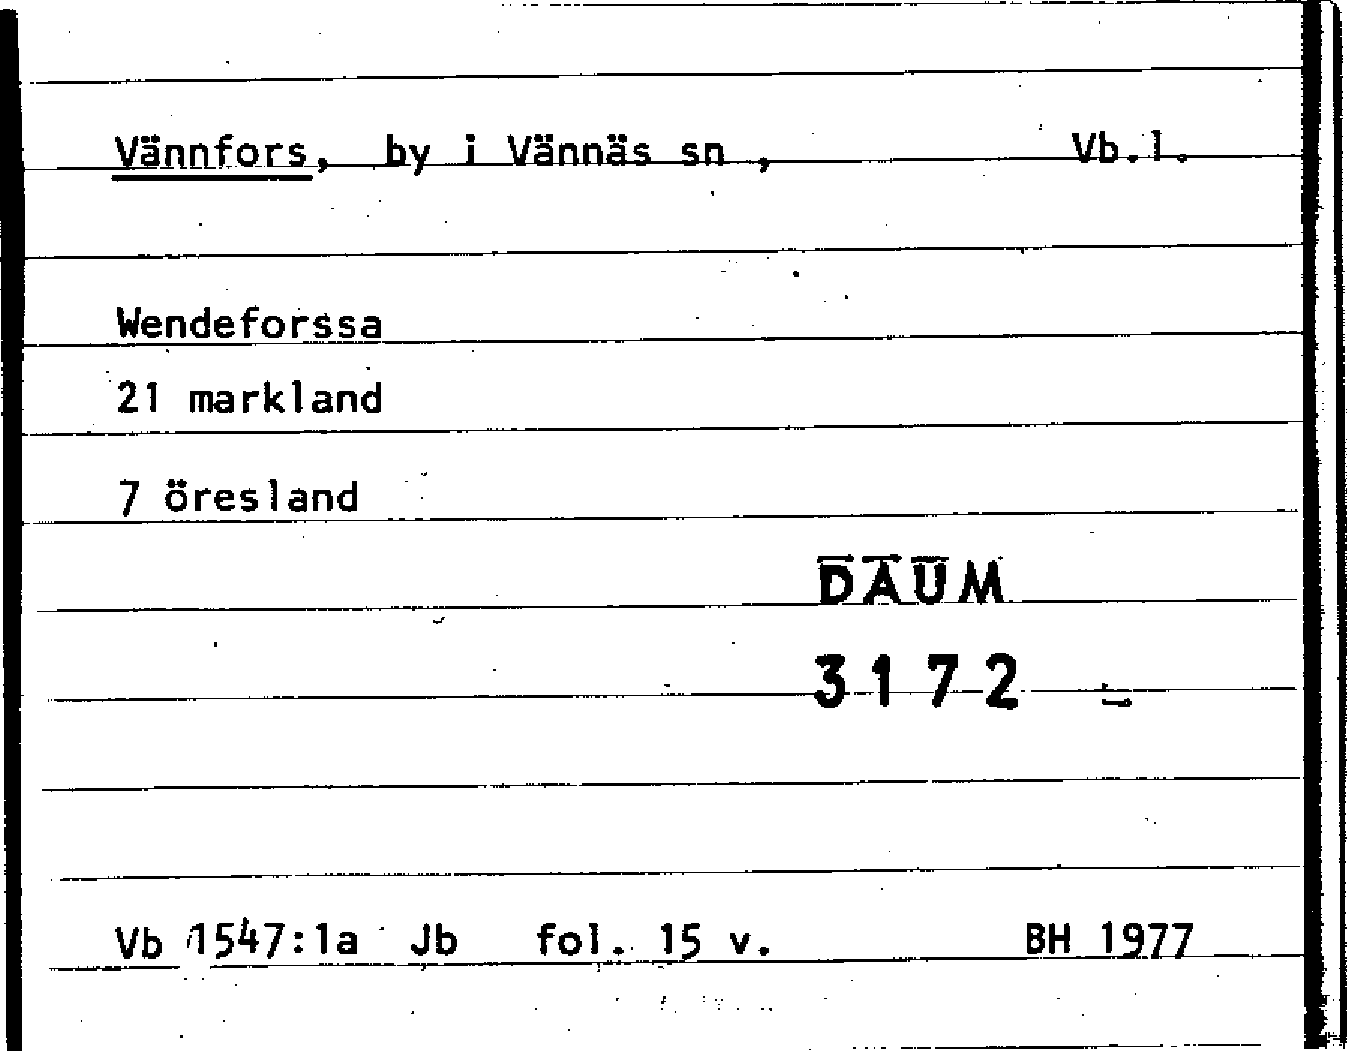 Vännfors, by i Vännäs sn , Vb.l.
Wendeforssa
21 markland
7 öresland
DAUM
3172
Vb 1547:1a Jb fol. 15 v. BH 1977